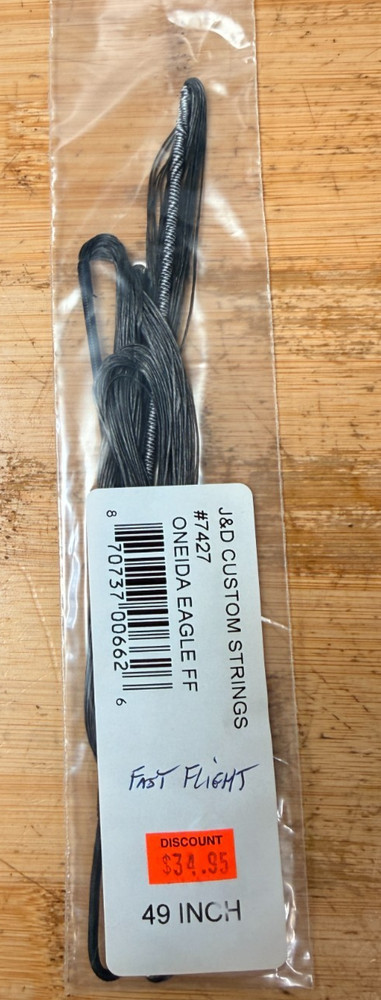 J&D CUSTOM STRINGS
#7427
ONEIDA EAGLE FF
8 70737 00662 6
FAST FLIGHT
DISCOUNT
$34.95
49 INCH